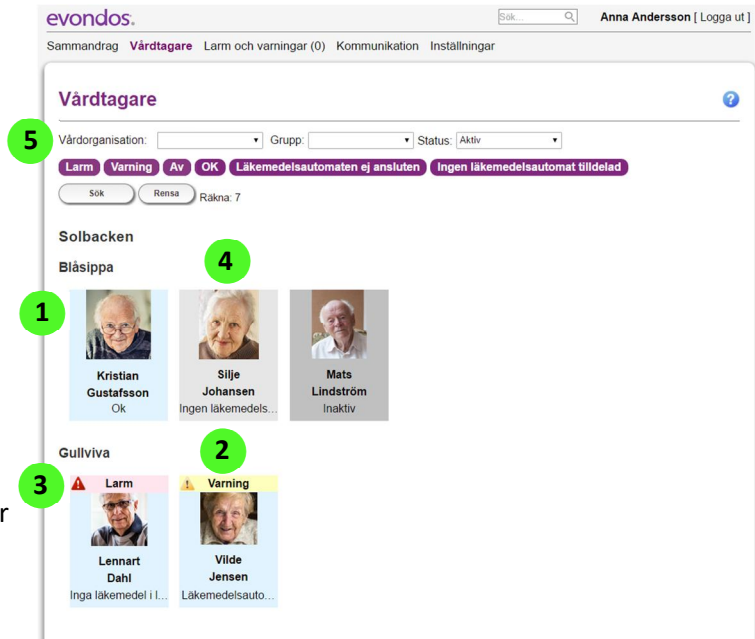 evondos.
Sök...
Anna Andersson [ Logga ut ]
Sammandrag Vårdtagare Larm och varningar (0) Kommunikation Inställningar
Vårdtagare
?
5
Vårdorganisation: Grupp: Status: Aktiv
Larm Varning Av OK Läkemedelsautomaten ej ansluten Ingen läkemedelsautomat tilldelad
Sök Rensa Räkna: 7
Solbacken
Blåsippa
4
1
Kristian Gustafsson
Ok
Silje Johansen
Ingen läkemedels...
Mats Lindström
Inaktiv
Gullviva
2
3
r
Larm
Lennart Dahl
Inga läkemedel i l...
Varning
Vilde Jensen
Läkemedelsauto...